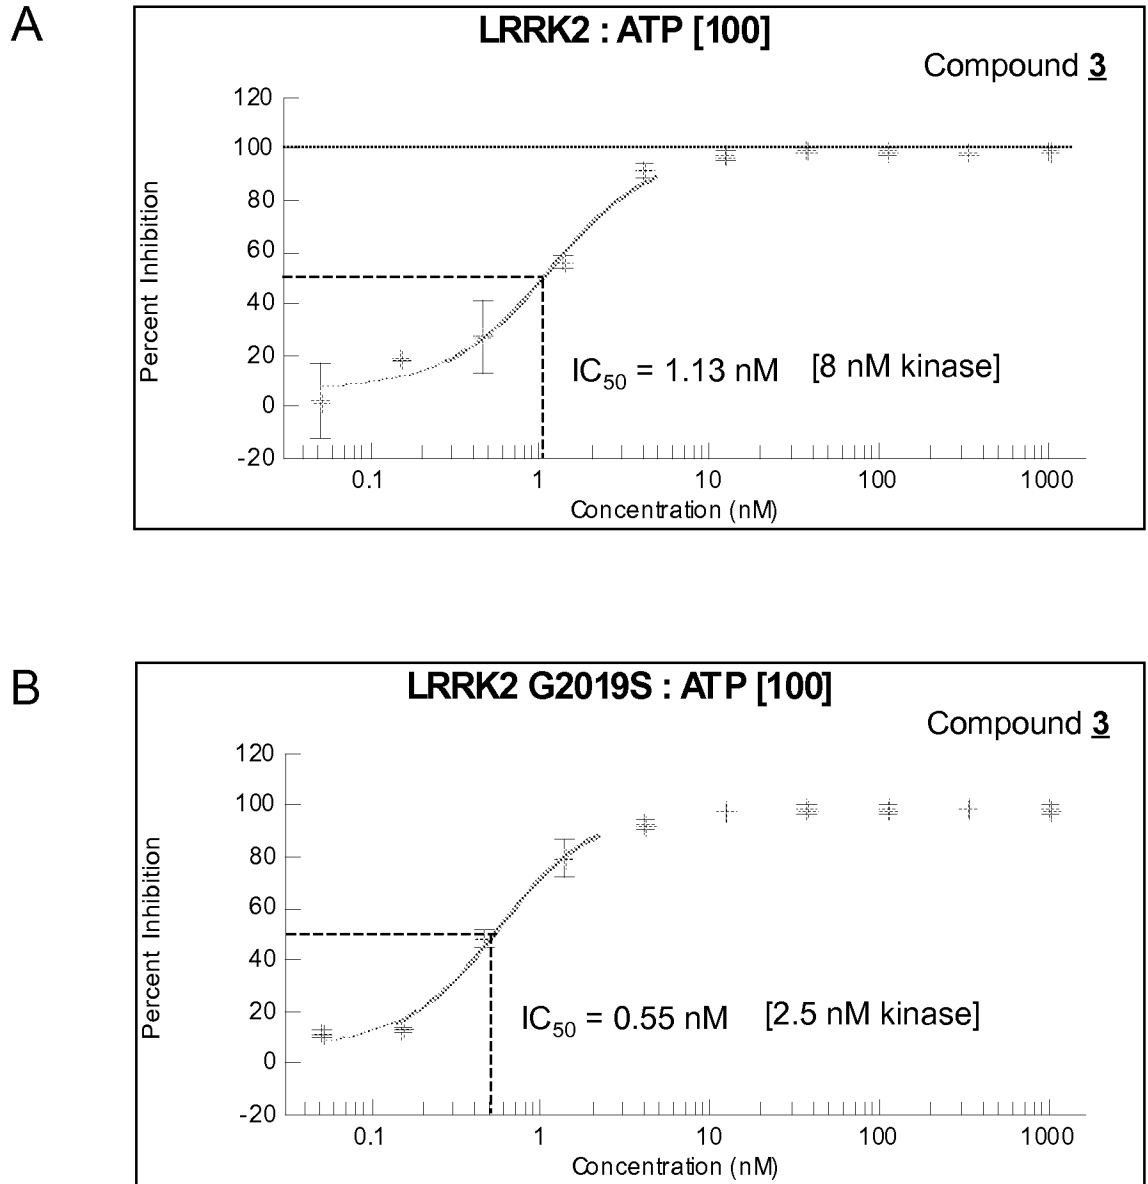 A
LRRK2 : ATP [100]
Compound 3
120
100
80
60
40
20
0
-20
Percent Inhibition
IC50 = 1.13 nM [8 nM kinase]
0.1 1 10 100 1000
Concentration (nM)
B
LRRK2 G2019S : ATP [100]
Compound 3
120
100
80
60
40
20
0
-20
Percent Inhibition
IC50 = 0.55 nM [2.5 nM kinase]
0.1 1 10 100 1000
Concentration (nM)